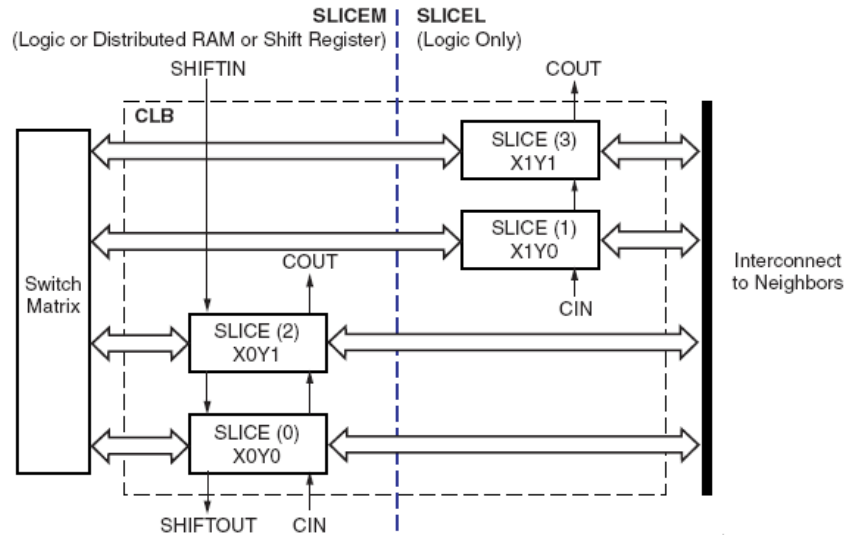 SLICEM
SLICEL
(Logic or Distributed RAM or Shift Register)
(Logic Only)
SHIFTIN
COUT
CLB
SLICE (3)
X1Y1
SLICE (1)
X1Y0
COUT
Switch
Matrix
Interconnect
to Neighbors
CIN
SLICE (2)
X0Y1
SLICE (0)
X0Y0
SHIFTOUT
CIN